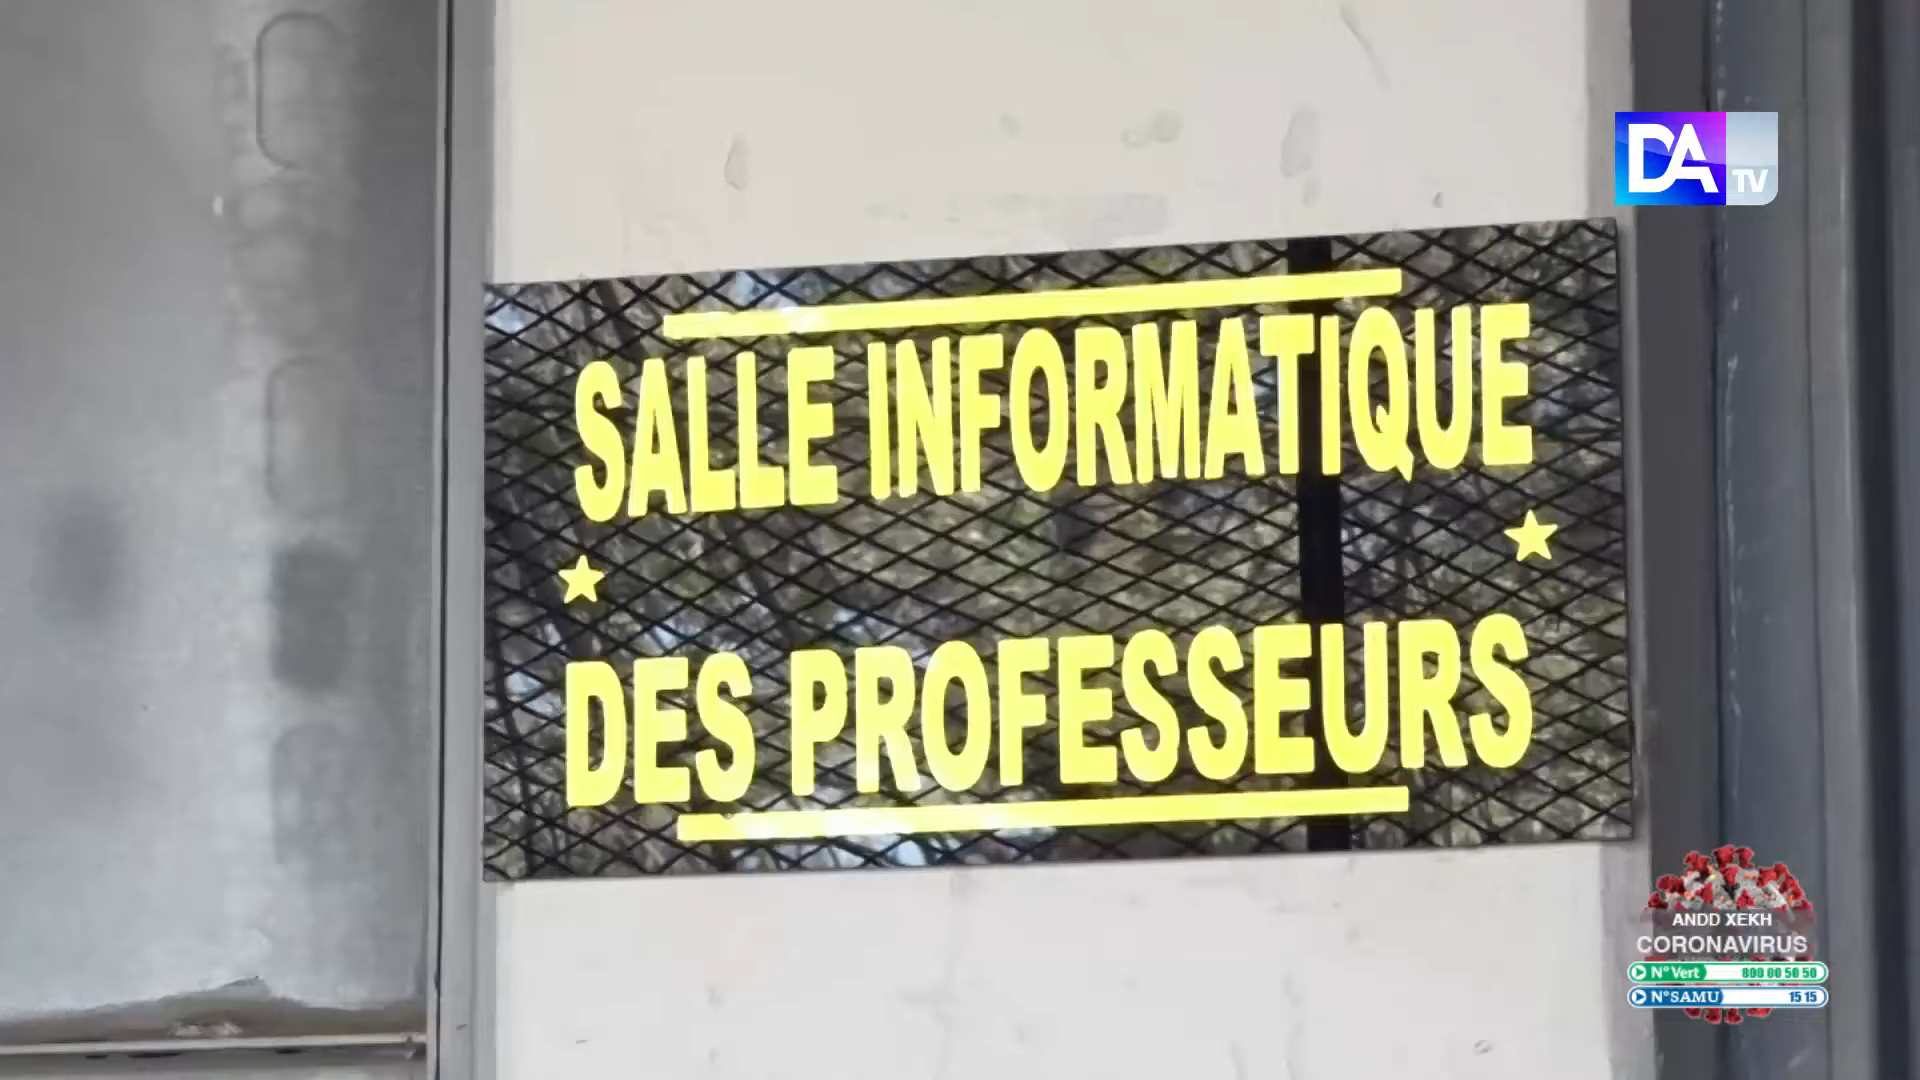 DA TV
SALLE INFORMATIQUE
DES PROFESSEURS
ANDD XEKH
CORONAVIRUS
N°Vert 800 00 50 50
N°SAMU 15 15